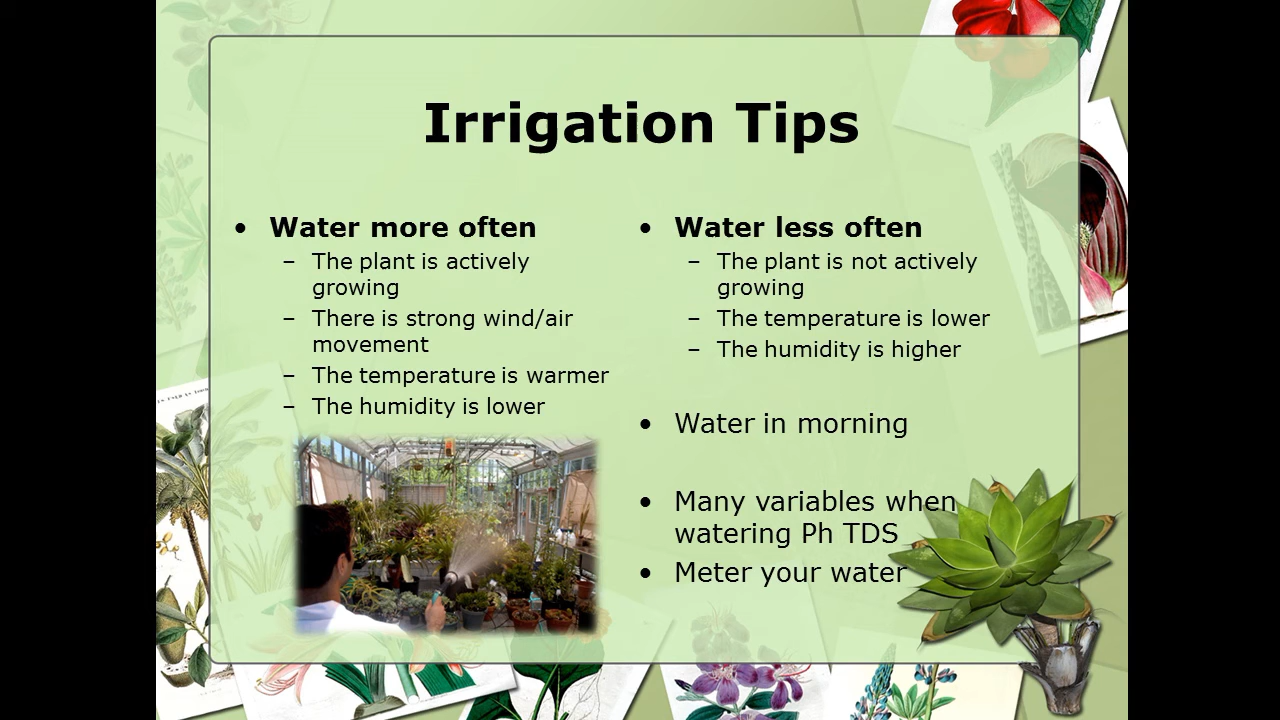 Irrigation Tips
• Water more often
– The plant is actively
growing
– There is strong wind/air
movement
– The temperature is warmer
– The humidity is lower
• Water less often
– The plant is not actively
growing
– The temperature is lower
– The humidity is higher
• Water in morning
• Many variables when
watering Ph TDS
• Meter your water